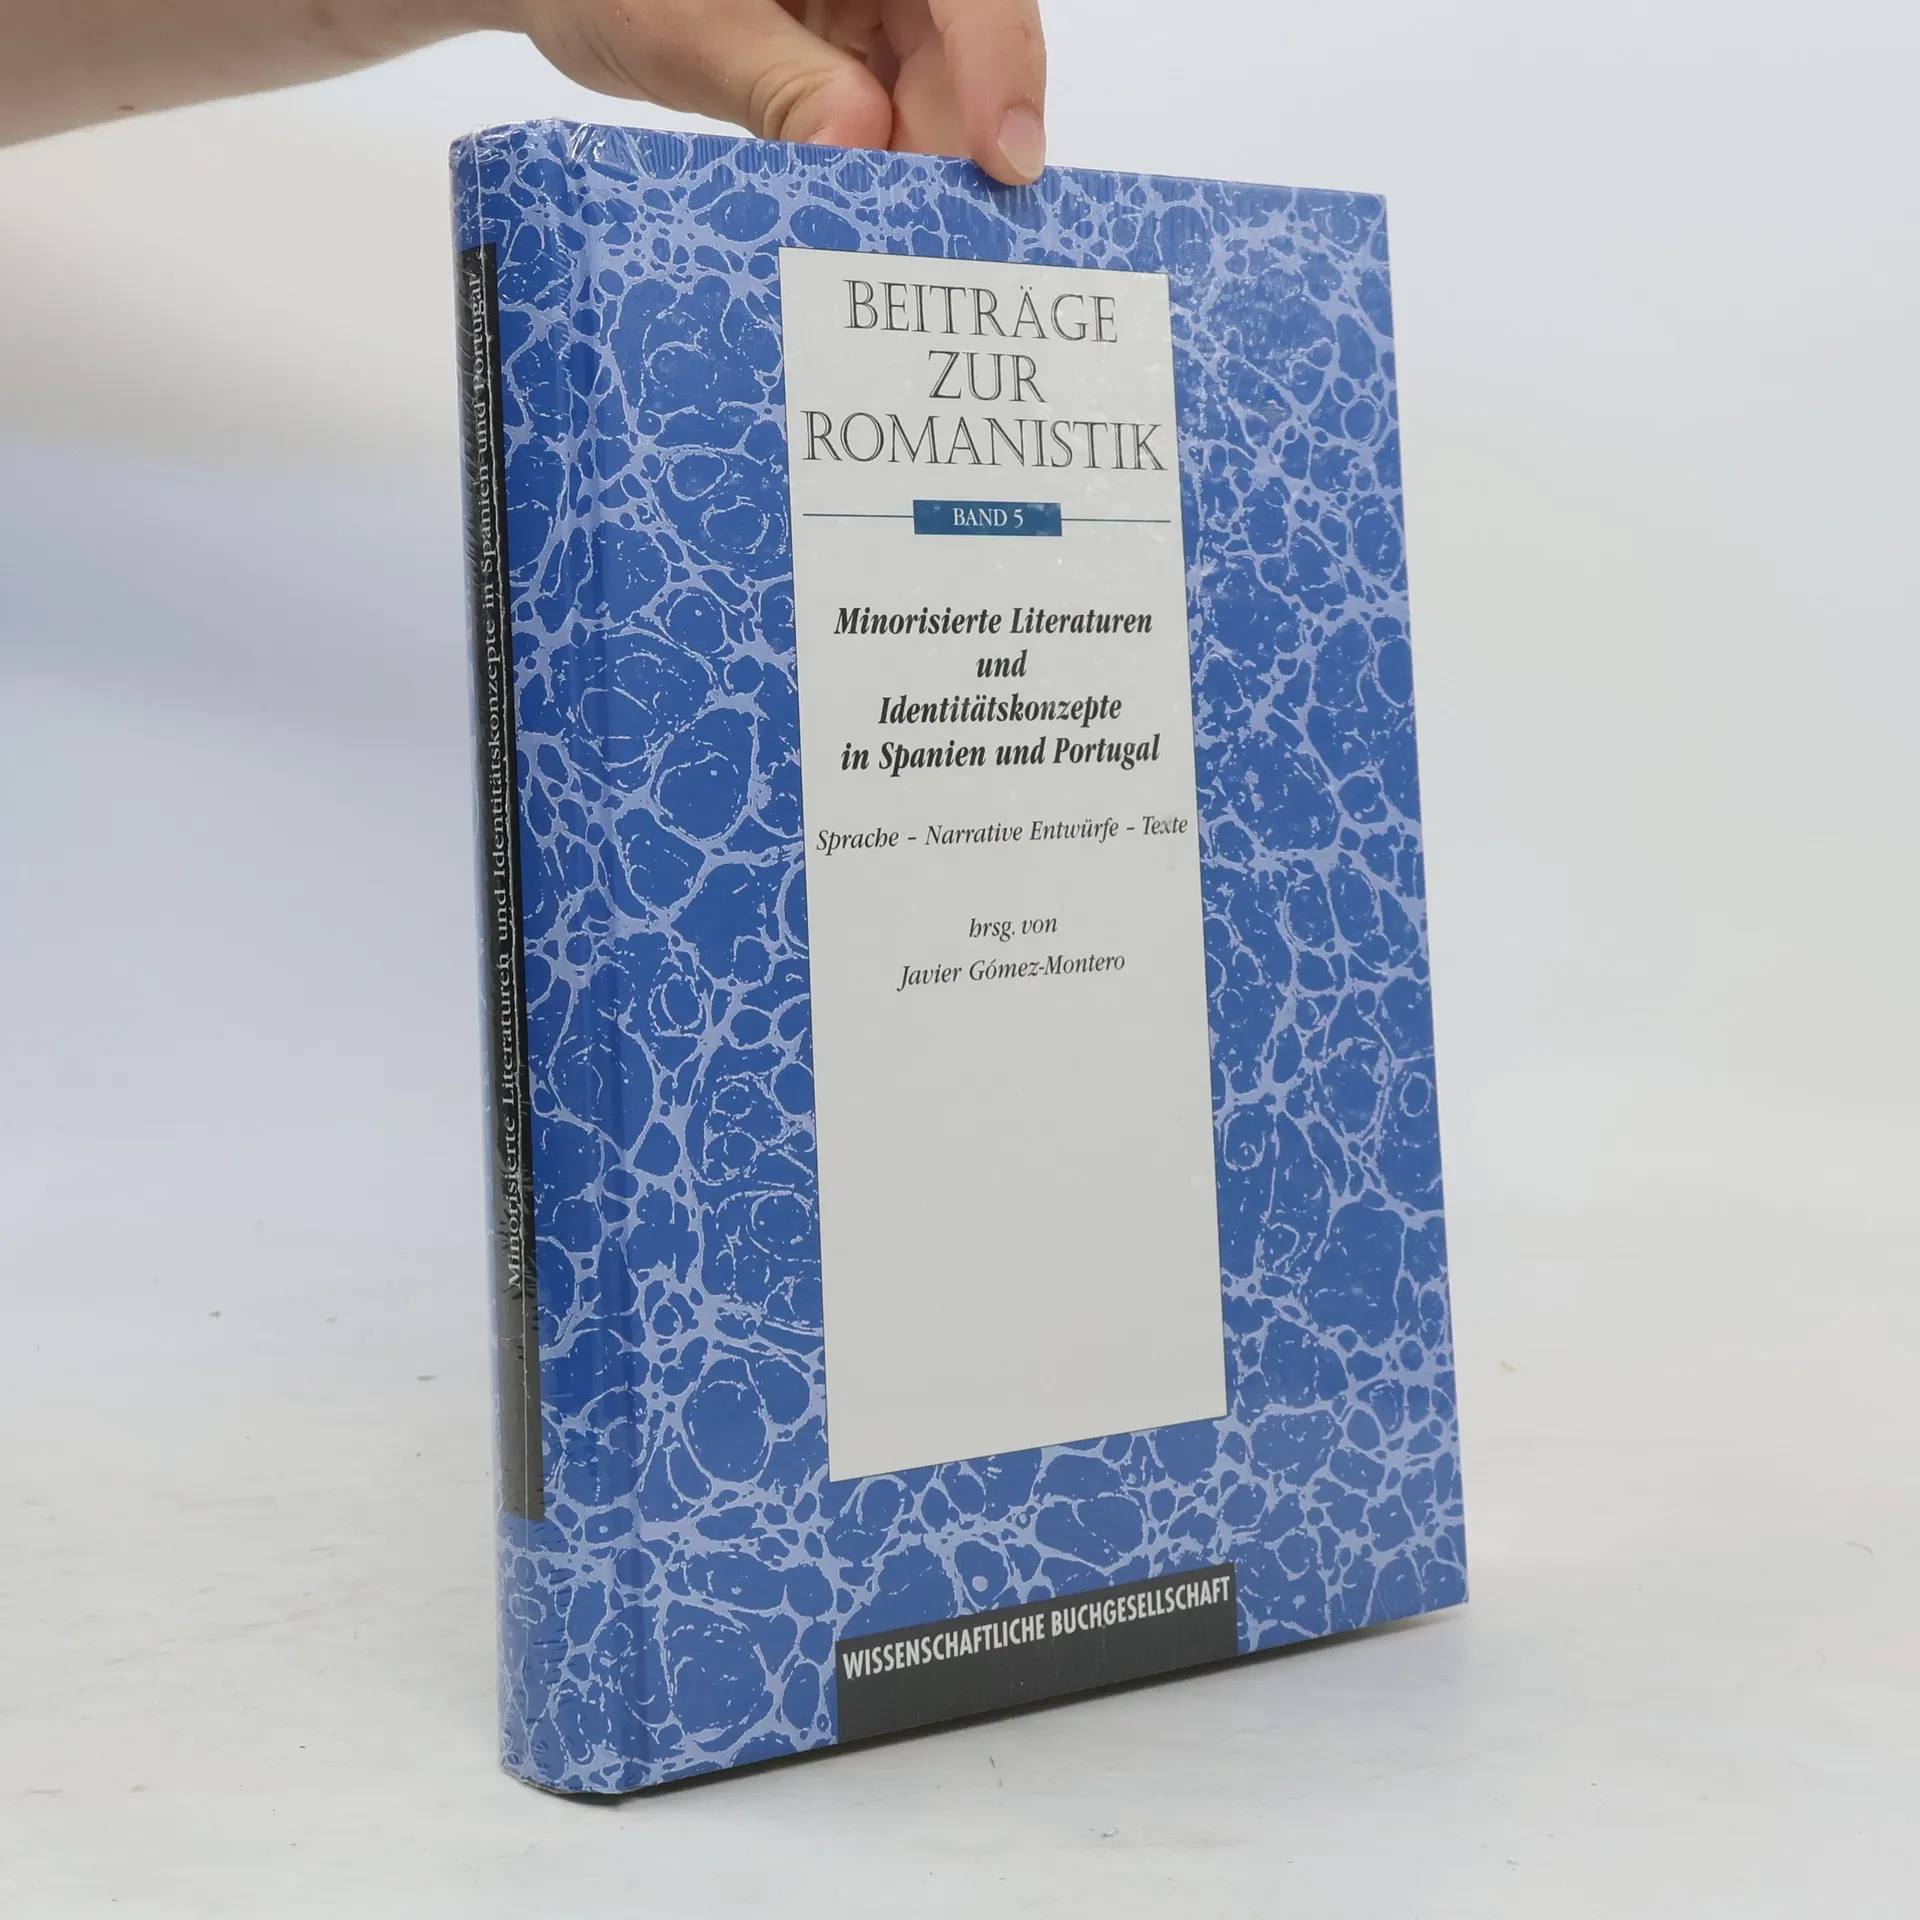 Minorisierte Literaturen und Identitätskonzepte in Spanien und Portugal
BEITRÄGE
ZUR
ROMANISTIK
BAND 5
Minorisierte Literaturen
und
Identitätskonzepte
in Spanien und Portugal
Sprache – Narrative Entwürfe – Texte
hrsg. von
Javier Gómez-Montero
WISSENSCHAFTLICHE BUCHGESELLSCHAFT